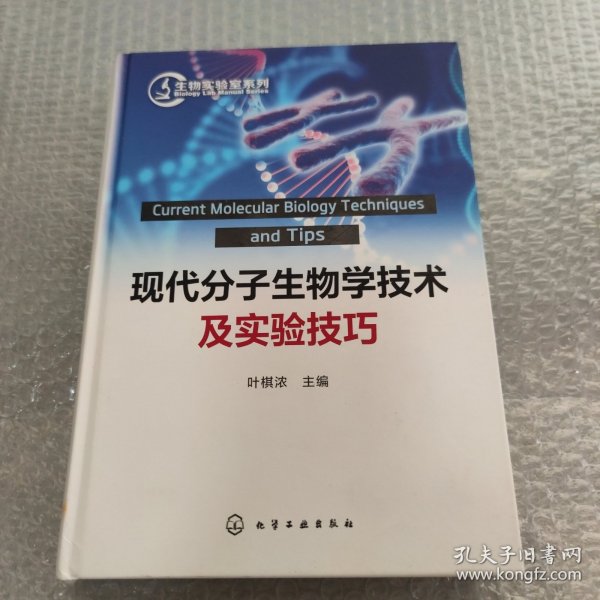 生物实验室系列
Biology Lab Manual Series
Current Molecular Biology Techniques
and Tips
现代分子生物学技术
及实验技巧
叶棋浓 主编
化学工业出版社
孔夫子旧书网
www.kongfz.com